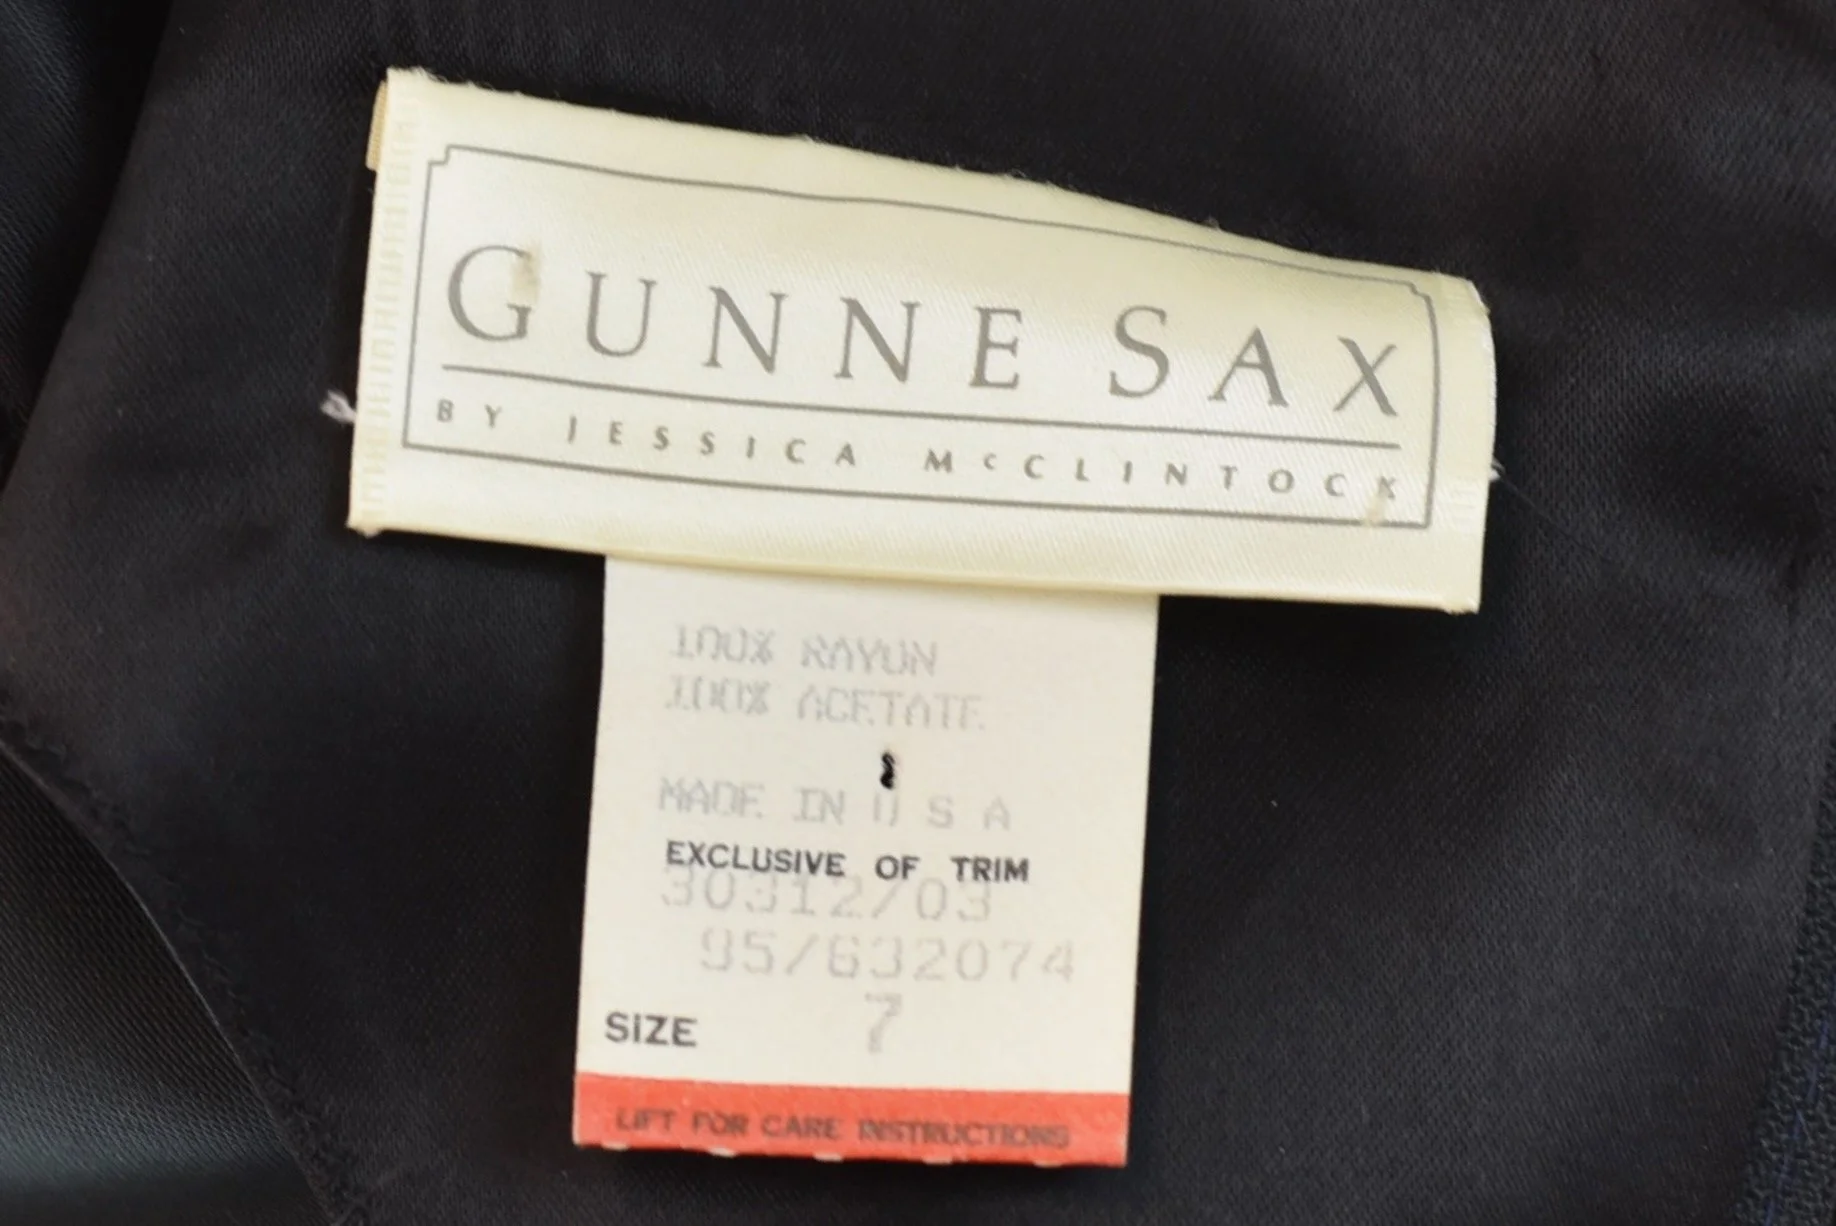 GUNNE SAX
BY JESSICA McCLINTOCK
100% RAYON
100% ACETATE
MADE IN U S A
EXCLUSIVE OF TRIM
30312/03
95/632074
SIZE 7
LIFT FOR CARE INSTRUCTIONS